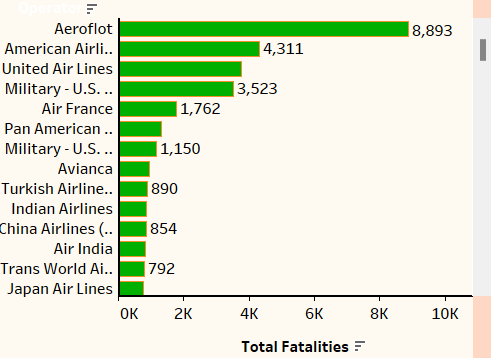 Operator
Aeroflot 8,893
American Airli.. 4,311
United Air Lines
Military - U.S. .. 3,523
Air France 1,762
Pan American ..
Military - U.S. .. 1,150
Avianca
Turkish Airline.. 890
Indian Airlines
China Airlines (.. 854
Air India
Trans World Ai.. 792
Japan Air Lines
0K 2K 4K 6K 8K 10K
Total Fatalities